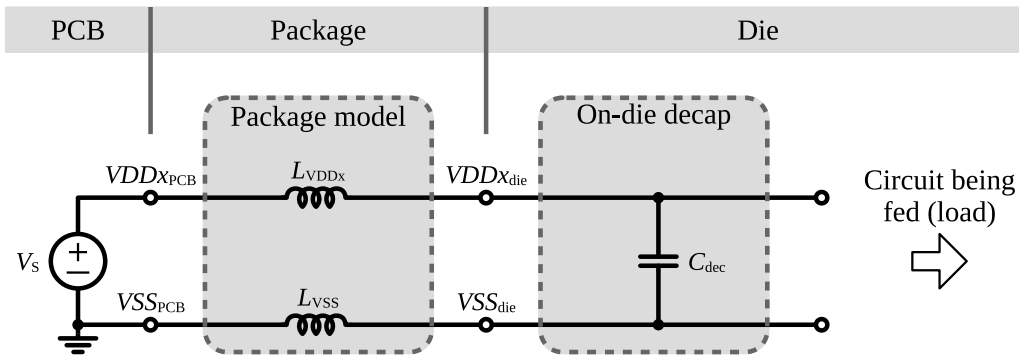 PCB Package Die
Package model
On-die decap
VDDxPCB
LVDDx
VDDxdie
Circuit being
fed (load)
VS
+
−
Cdec
VSSPCB
LVSS
VSSdie